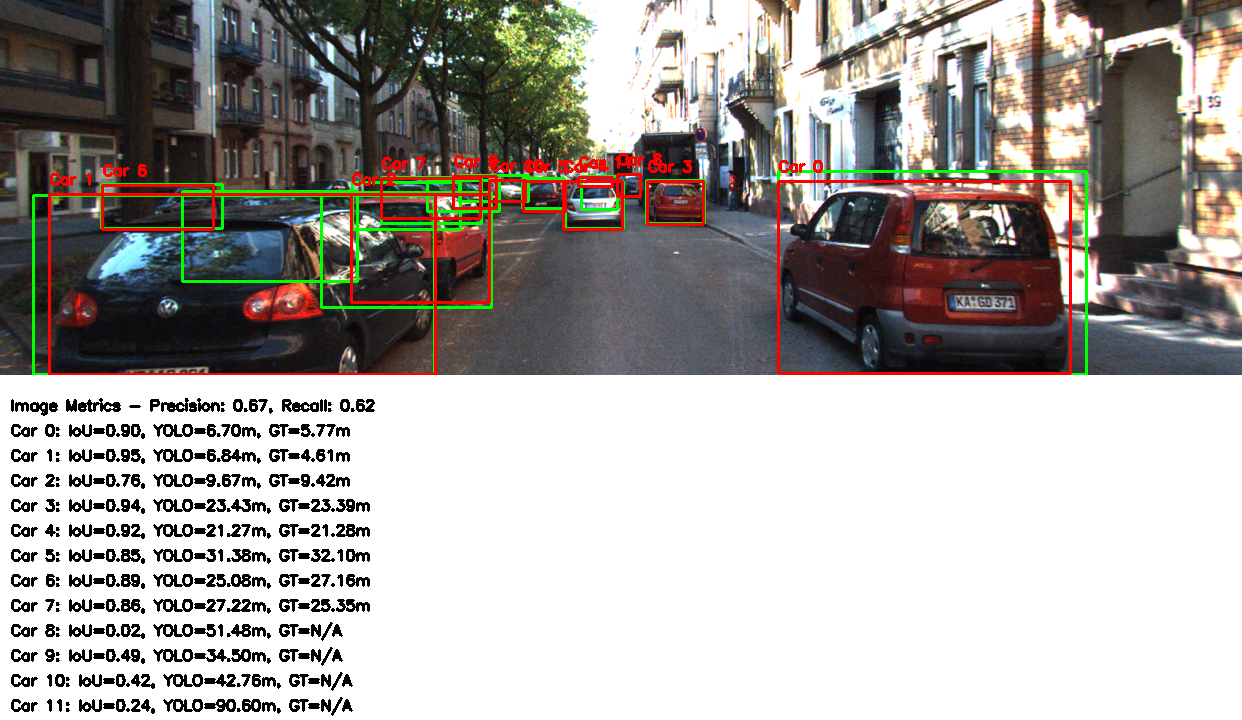 39
Car 7
Car 6
Car 1
Car 3
Car 0
KA GD 371
Image Metrics - Precision: 0.67, Recall: 0.62
Car 0: IoU=0.90, YOLO=6.70m, GT=5.77m
Car 1: IoU=0.95, YOLO=6.84m, GT=4.61m
Car 2: IoU=0.76, YOLO=9.67m, GT=9.42m
Car 3: IoU=0.94, YOLO=23.43m, GT=23.39m
Car 4: IoU=0.92, YOLO=21.27m, GT=21.28m
Car 5: IoU=0.85, YOLO=31.38m, GT=32.10m
Car 6: IoU=0.89, YOLO=25.08m, GT=27.16m
Car 7: IoU=0.86, YOLO=27.22m, GT=25.35m
Car 8: IoU=0.02, YOLO=51.48m, GT=N/A
Car 9: IoU=0.49, YOLO=34.50m, GT=N/A
Car 10: IoU=0.42, YOLO=42.76m, GT=N/A
Car 11: IoU=0.24, YOLO=90.60m, GT=N/A